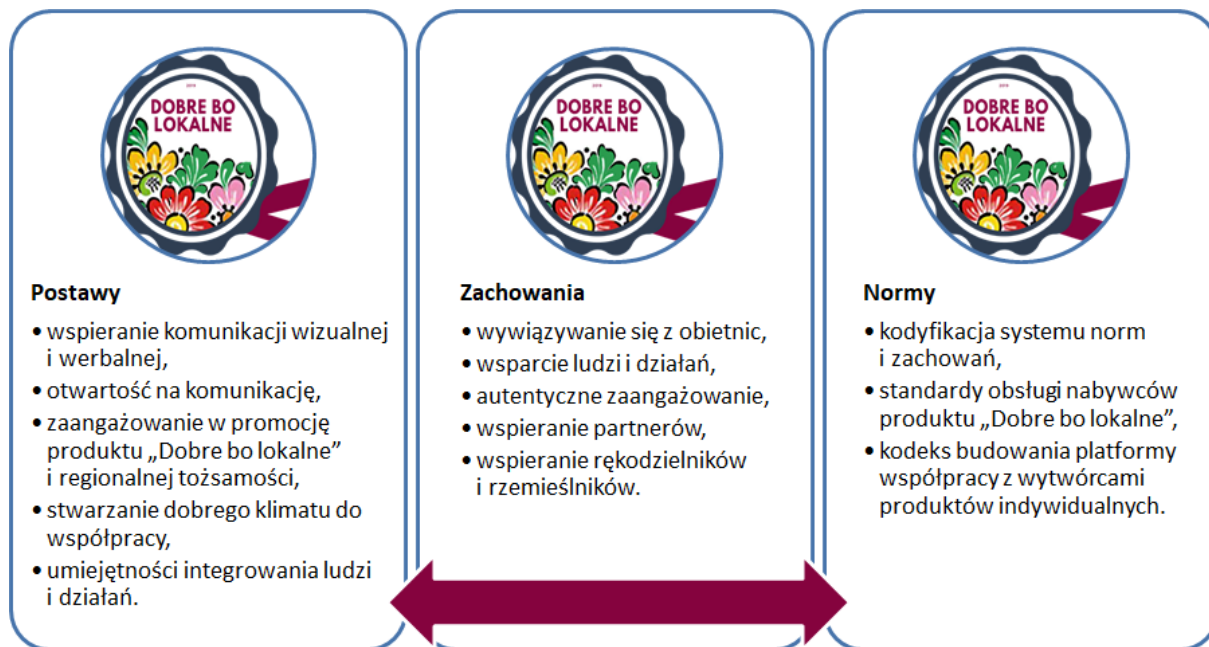 2019
DOBRE BO
LOKALNE
Postawy
• wspieranie komunikacji wizualnej
i werbalnej,
• otwartość na komunikację,
• zaangażowanie w promocję
produktu „Dobre bo lokalne”
i regionalnej tożsamości,
• stwarzanie dobrego klimatu do
współpracy,
• umiejętności integrowania ludzi
i działań.
2019
DOBRE BO
LOKALNE
Zachowania
• wywiązywanie się z obietnic,
• wsparcie ludzi i działań,
• autentyczne zaangażowanie,
• wspieranie partnerów,
• wspieranie rękodzielników
i rzemieślników.
2019
DOBRE BO
LOKALNE
Normy
• kodyfikacja systemu norm
i zachowań,
• standardy obsługi nabywców
produktu „Dobre bo lokalne”,
• kodeks budowania platformy
współpracy z wytwórcami
produktów indywidualnych.